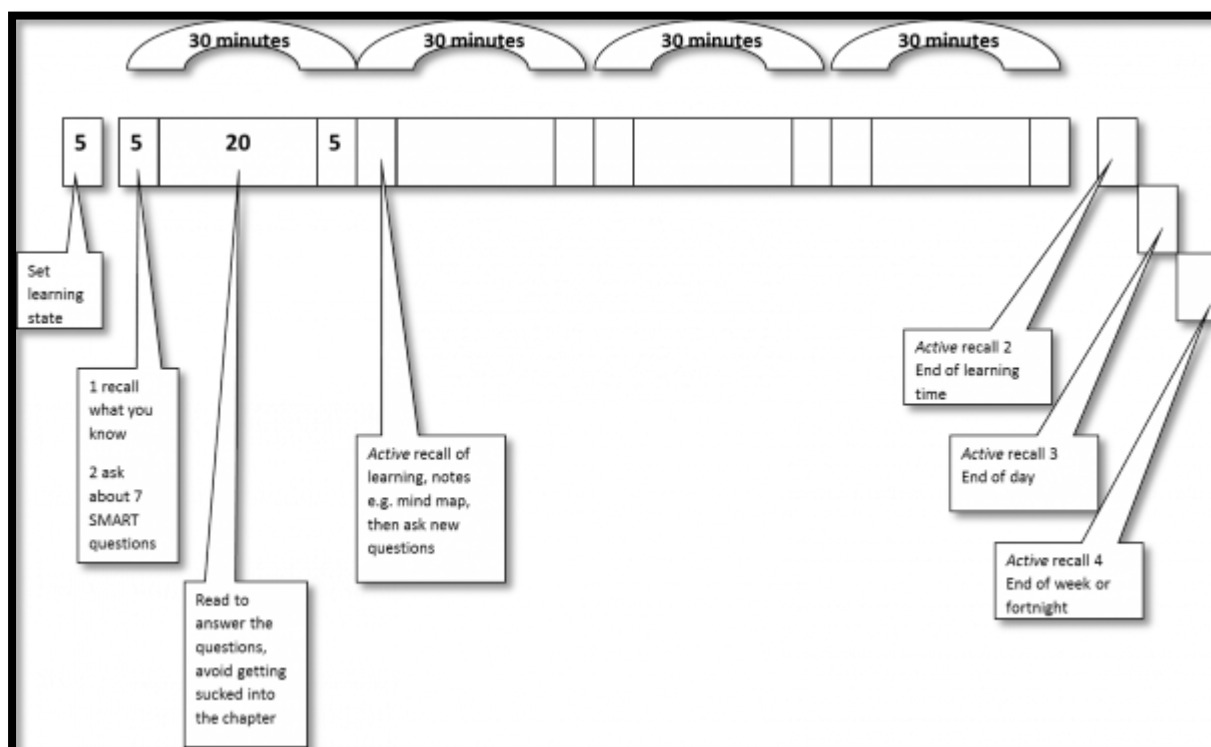 30 minutes
30 minutes
30 minutes
30 minutes
5
5
20
5
Set
learning
state
1 recall
what you
know
2 ask
about 7
SMART
questions
Read to
answer the
questions,
avoid getting
sucked into
the chapter
Active recall of
learning, notes
e.g. mind map,
then ask new
questions
Active recall 2
End of learning
time
Active recall 3
End of day
Active recall 4
End of week or
fortnight